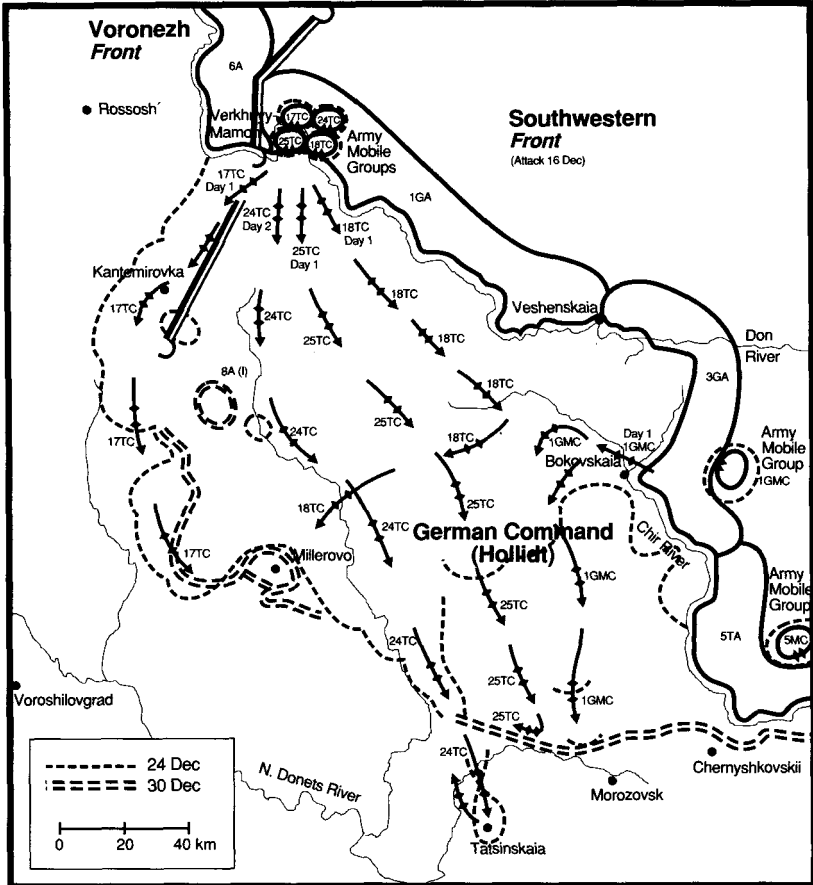 Voronezh
Front
6A
Rossosh´
Verkhnyy-
Mamon
17TC
24TC
25TC
18TC
Army
Mobile
Groups
Southwestern
Front
(Attack 16 Dec)
1GA
17TC
Day 1
24TC
Day 2
25TC
Day 1
18TC
Day 1
Kantemirovka
17TC
24TC
25TC
18TC
18TC
Veshenskaia
Don
River
3GA
8A (I)
18TC
25TC
17TC
24TC
18TC
1GMC
Day 1
1GMC
Bokovskaia
Army
Mobile
Group
1GMC
18TC
25TC
24TC
German Command
(Hollidt)
Chir River
17TC
Millerovo
1GMC
25TC
Army
Mobile
Group
5TA
5MC
24TC
25TC
1GMC
25TC
Voroshilovgrad
24TC
Chernyshkovskii
Morozovsk
N. Donets River
Tatsinskaia
24 Dec
30 Dec
0 20 40 km